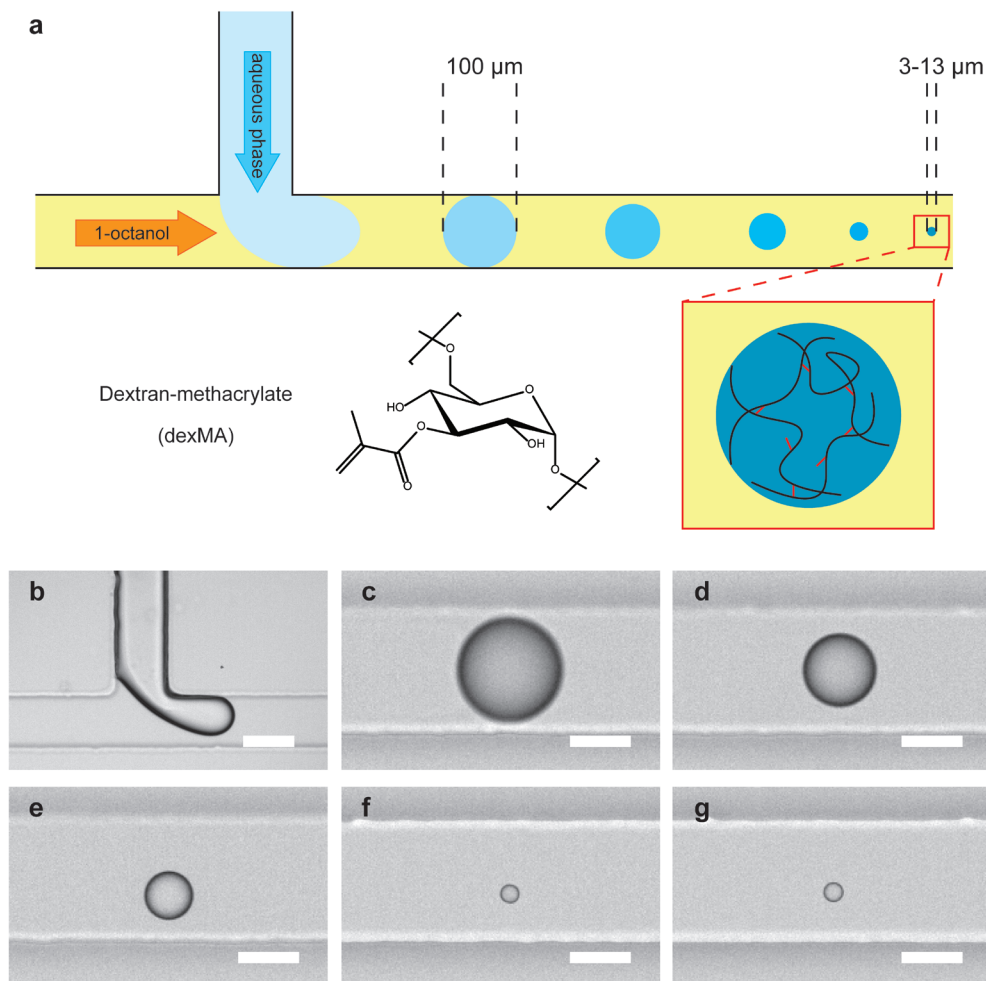 a
aqueous phase
100 µm
3-13 µm
1-octanol
Dextran-methacrylate
(dexMA)
O
O
HO
O
OH
O
O
b
c
d
e
f
g